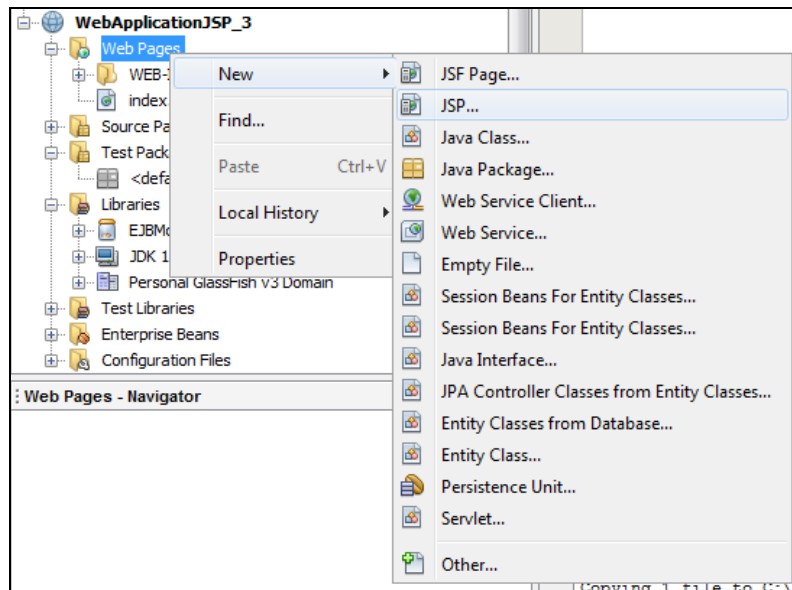 WebApplicationJSP_3
Web Pages
WEB-I
index.
Source Pa
Test Pack
<defa
Libraries
EJBMo
JDK 1
Personal GlassFish v3 Domain
Test Libraries
Enterprise Beans
Configuration Files
Web Pages - Navigator
New
Find...
Paste Ctrl+V
Local History
Properties
JSF Page...
JSP...
Java Class...
Java Package...
Web Service Client...
Web Service...
Empty File...
Session Beans For Entity Classes...
Session Beans For Entity Classes...
Java Interface...
JPA Controller Classes from Entity Classes...
Entity Classes from Database...
Entity Class...
Persistence Unit...
Servlet...
Other...
Copying 1 file to C:\